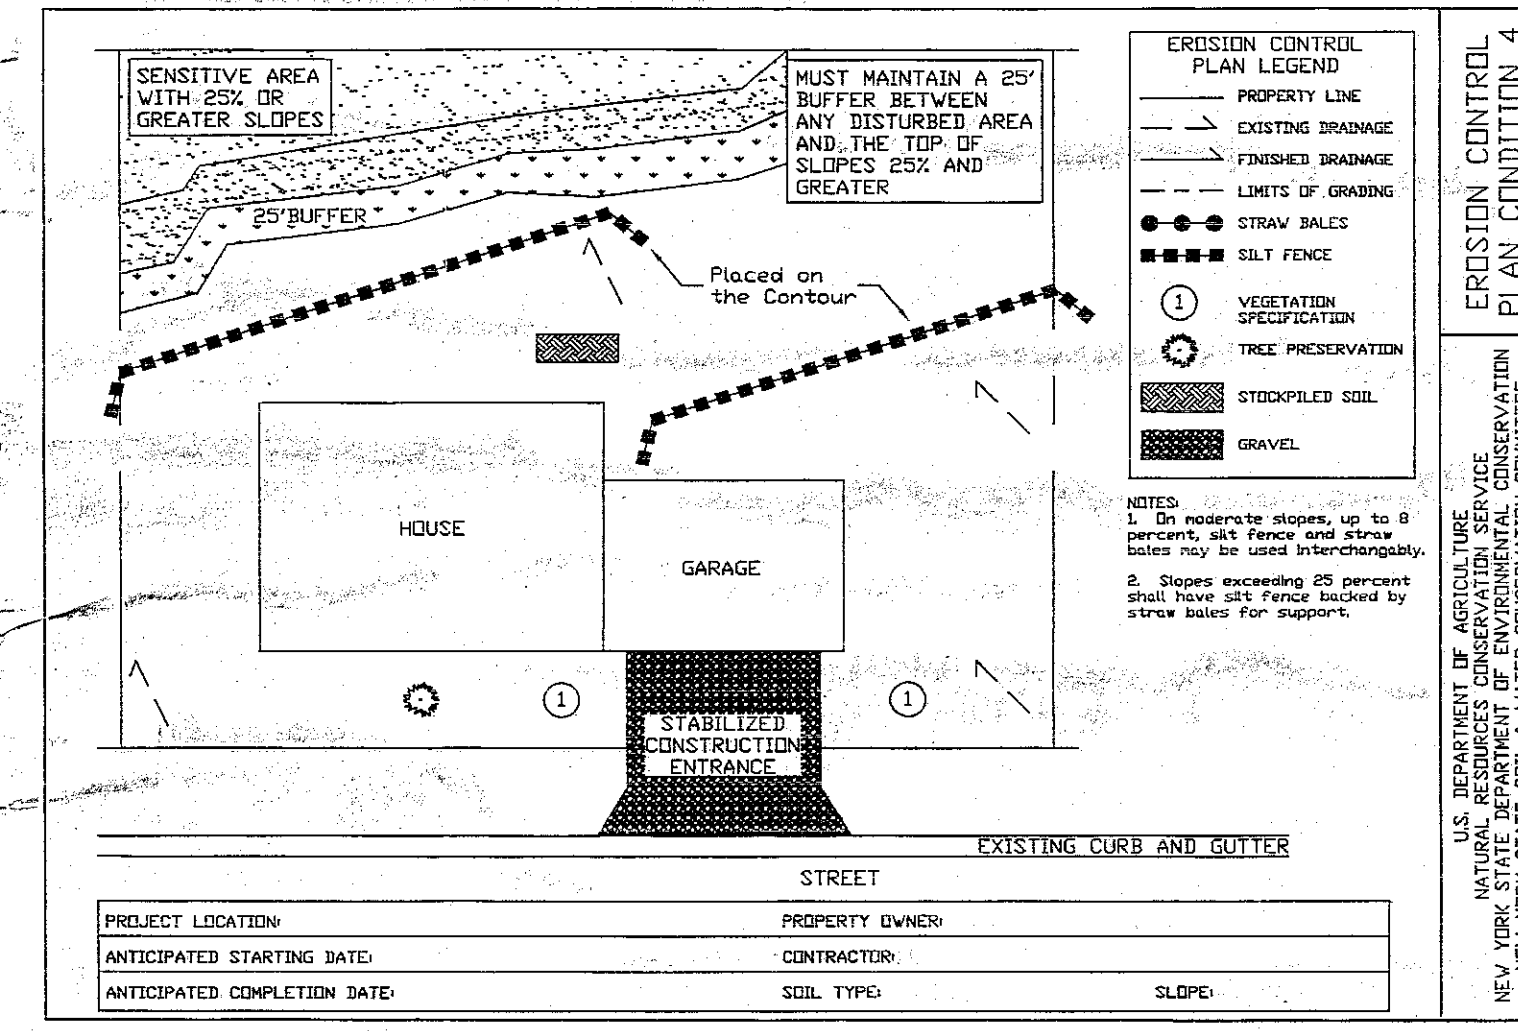 SENSITIVE AREA
WITH 25% OR
GREATER SLOPES
MUST MAINTAIN A 25'
BUFFER BETWEEN
ANY DISTURBED AREA
AND THE TOP OF
SLOPES 25% AND
GREATER
25'BUFFER
Placed on
the Contour
HOUSE
GARAGE
1
1
STABILIZED
CONSTRUCTION
ENTRANCE
EXISTING CURB AND GUTTER
STREET
EROSION CONTROL
PLAN LEGEND
PROPERTY LINE
EXISTING DRAINAGE
FINISHED DRAINAGE
LIMITS OF GRADING
STRAW BALES
SILT FENCE
1
VEGETATION
SPECIFICATION
TREE PRESERVATION
STOCKPILED SOIL
GRAVEL
NOTES:
1. On moderate slopes, up to 8
percent, silt fence and straw
bales may be used interchangably.
2. Slopes exceeding 25 percent
shall have silt fence backed by
straw bales for support.
PROJECT LOCATION:
PROPERTY OWNER:
ANTICIPATED STARTING DATE:
CONTRACTOR:
ANTICIPATED COMPLETION DATE:
SOIL TYPE:
SLOPE:
EROSION CONTROL
PLAN CONDITION 4
U.S. DEPARTMENT OF AGRICULTURE
NATURAL RESOURCES CONSERVATION SERVICE
NEW YORK STATE DEPARTMENT OF ENVIRONMENTAL CONSERVATION